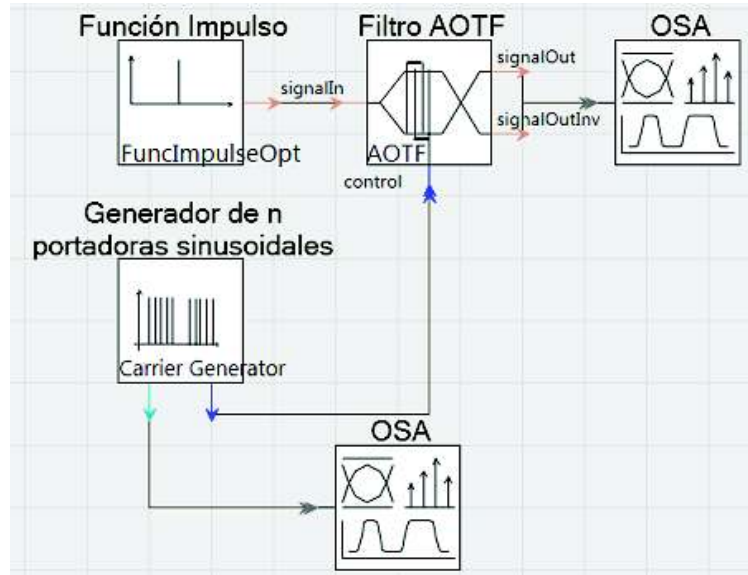 Función Impulso
Filtro AOTF
OSA
signalIn
signalOut
signalOutInv
FuncImpulseOpt
AOTF
control
Generador de n
portadoras sinusoidales
Carrier Generator
OSA